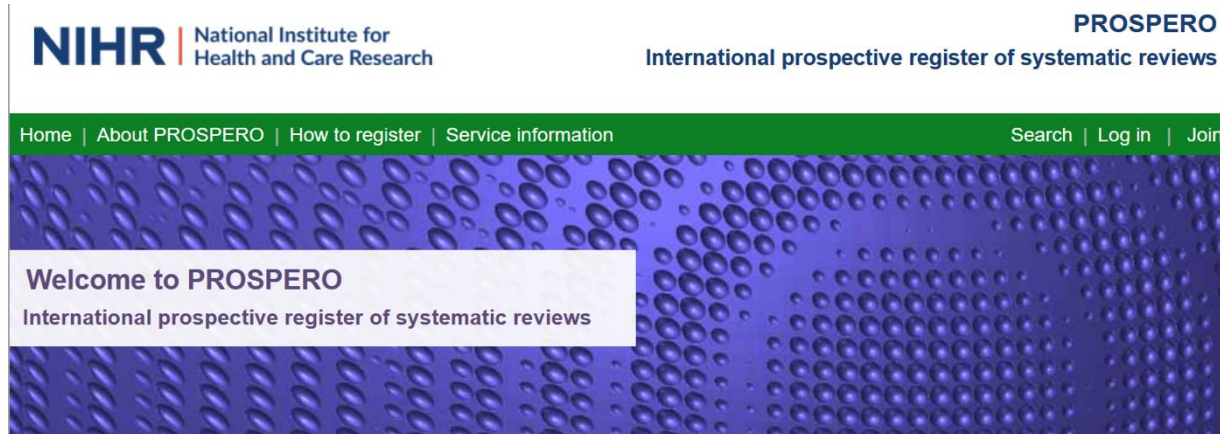 NIHR | National Institute for
Health and Care Research
PROSPERO
International prospective register of systematic reviews
Home | About PROSPERO | How to register | Service information
Search | Log in | Join
Welcome to PROSPERO
International prospective register of systematic reviews